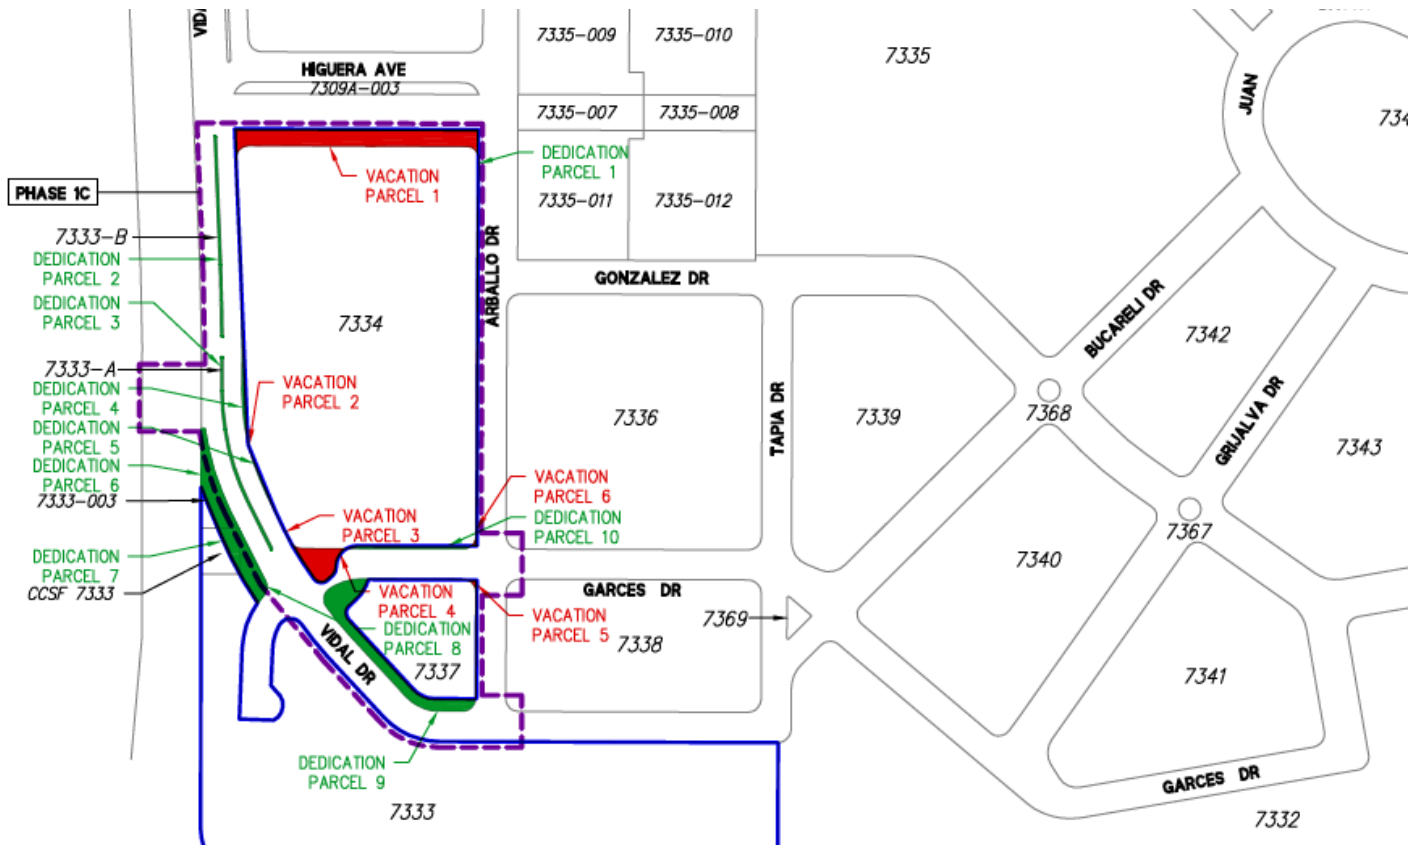 VIDA
HIGUERA AVE
7309A-003
7335-009
7335-010
7335
7335-007
7335-008
JUAN
734
DEDICATION
PARCEL 1
VACATION
PARCEL 1
PHASE 1C
7335-011
7335-012
7333-B
DEDICATION
PARCEL 2
ARBALLO DR
GONZALEZ DR
DEDICATION
PARCEL 3
7334
BUCARELI DR
7342
7333-A
DEDICATION
PARCEL 4
VACATION
PARCEL 2
7336
TAPIA DR
7339
7368
GRIJALVA DR
7343
DEDICATION
PARCEL 5
DEDICATION
PARCEL 6
7333-003
VACATION
PARCEL 6
VACATION
PARCEL 3
DEDICATION
PARCEL 10
7367
DEDICATION
PARCEL 7
CCSF 7333
7340
GARCES DR
VACATION
PARCEL 4
VACATION
PARCEL 5
7369
DEDICATION
PARCEL 8
VIDAL DR
7337
7338
7341
DEDICATION
PARCEL 9
GARCES DR
7333
7332